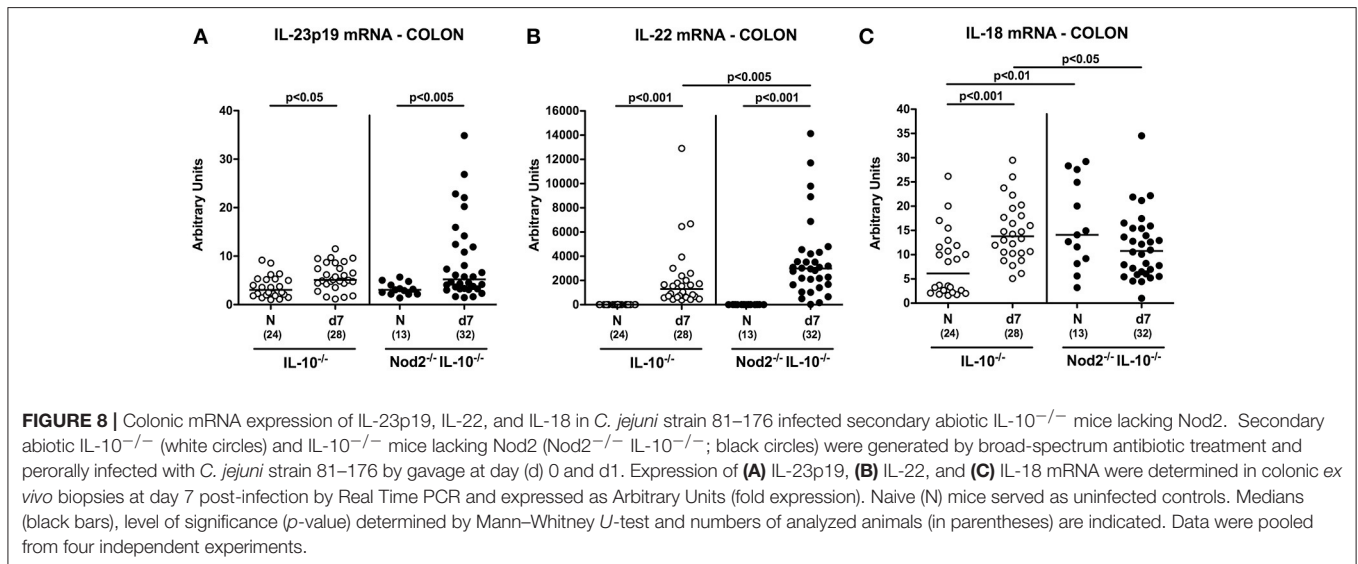 A IL-23p19 mRNA - COLON
p<0.05 p<0.005
Arbitrary Units
40
30
20
10
0
N d7 N d7
(24) (28) (13) (32)
IL-10-/- Nod2-/- IL-10-/-
B IL-22 mRNA - COLON
p<0.005
p<0.001 p<0.001
Arbitrary Units
16000
14000
12000
10000
8000
6000
4000
2000
0
N d7 N d7
(24) (28) (13) (32)
IL-10-/- Nod2-/- IL-10-/-
C IL-18 mRNA - COLON
p<0.05
p<0.01
p<0.001
Arbitrary Units
40
35
30
25
20
15
10
5
0
N d7 N d7
(24) (28) (13) (32)
IL-10-/- Nod2-/- IL-10-/-
FIGURE 8 | Colonic mRNA expression of IL-23p19, IL-22, and IL-18 in C. jejuni strain 81–176 infected secondary abiotic IL-10−/− mice lacking Nod2. Secondary
abiotic IL-10−/− (white circles) and IL-10−/− mice lacking Nod2 (Nod2−/− IL-10−/−; black circles) were generated by broad-spectrum antibiotic treatment and
perorally infected with C. jejuni strain 81–176 by gavage at day (d) 0 and d1. Expression of (A) IL-23p19, (B) IL-22, and (C) IL-18 mRNA were determined in colonic ex
vivo biopsies at day 7 post-infection by Real Time PCR and expressed as Arbitrary Units (fold expression). Naive (N) mice served as uninfected controls. Medians
(black bars), level of significance (p-value) determined by Mann–Whitney U-test and numbers of analyzed animals (in parentheses) are indicated. Data were pooled
from four independent experiments.